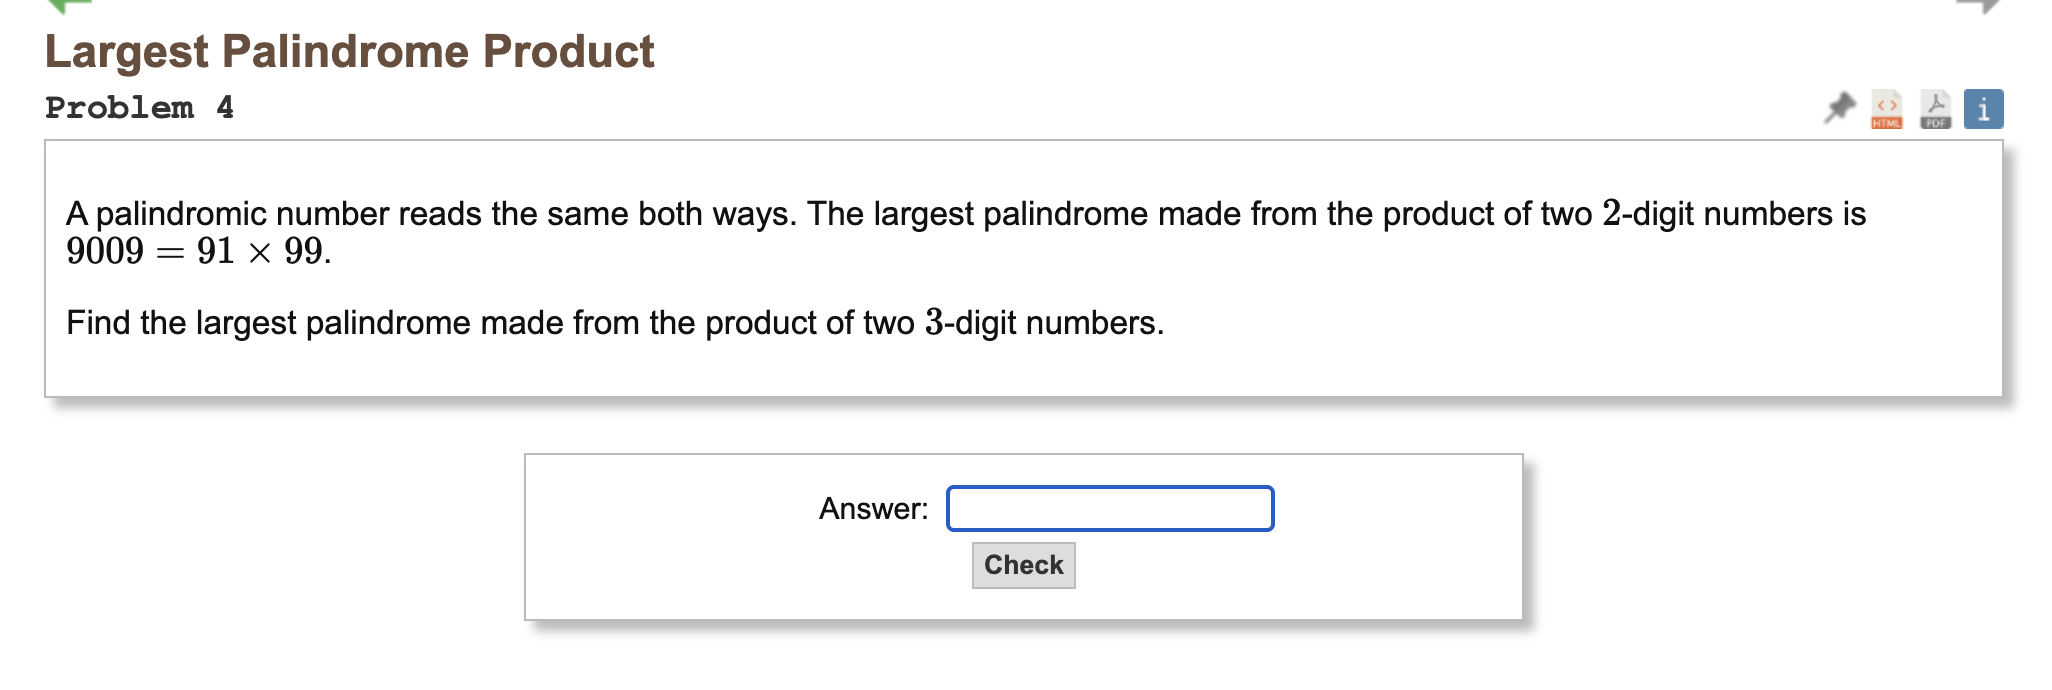 Largest Palindrome Product
Problem 4
HTML
PDF
i
A palindromic number reads the same both ways. The largest palindrome made from the product of two 2-digit numbers is
9009 = 91 × 99.
Find the largest palindrome made from the product of two 3-digit numbers.
Answer:
Check